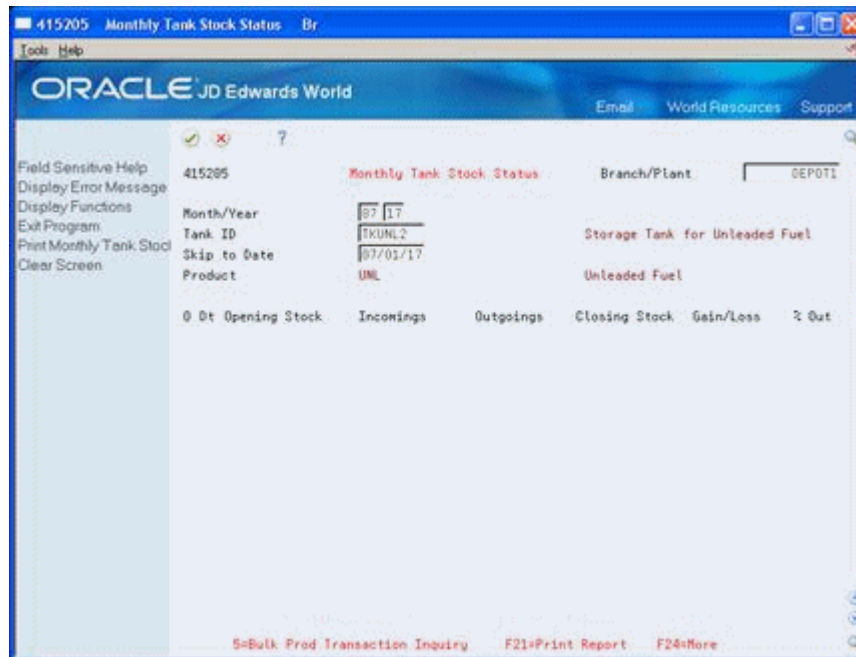 415205 Monthly Tank Stock Status Br
Tools Help
ORACLE JD Edwards World
Email World Resources Support
Field Sensitive Help
Display Error Message
Display Functions
Exit Program
Print Monthly Tank Stocl
Clear Screen
415205 Monthly Tank Stock Status Branch/Plant DEPOT1
Month/Year 07 17
Tank ID TKUNL2 Storage Tank for Unleaded Fuel
Skip to Date 07/01/17
Product UNL Unleaded Fuel
O Dt Opening Stock Incomings Outgoings Closing Stock Gain/Loss % Out
5=Bulk Prod Transaction Inquiry F21=Print Report F24=More